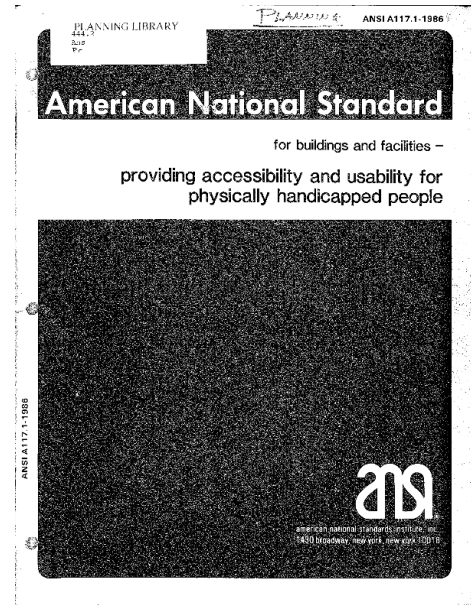 PLANNING LIBRARY
PLANNING
ANSI A117.1-1986
American National Standard
for buildings and facilities –
providing accessibility and usability for
physically handicapped people
ANSI A117.1-1986
ansi
american national standards institute, inc.
1430 broadway, new york, new york 10018